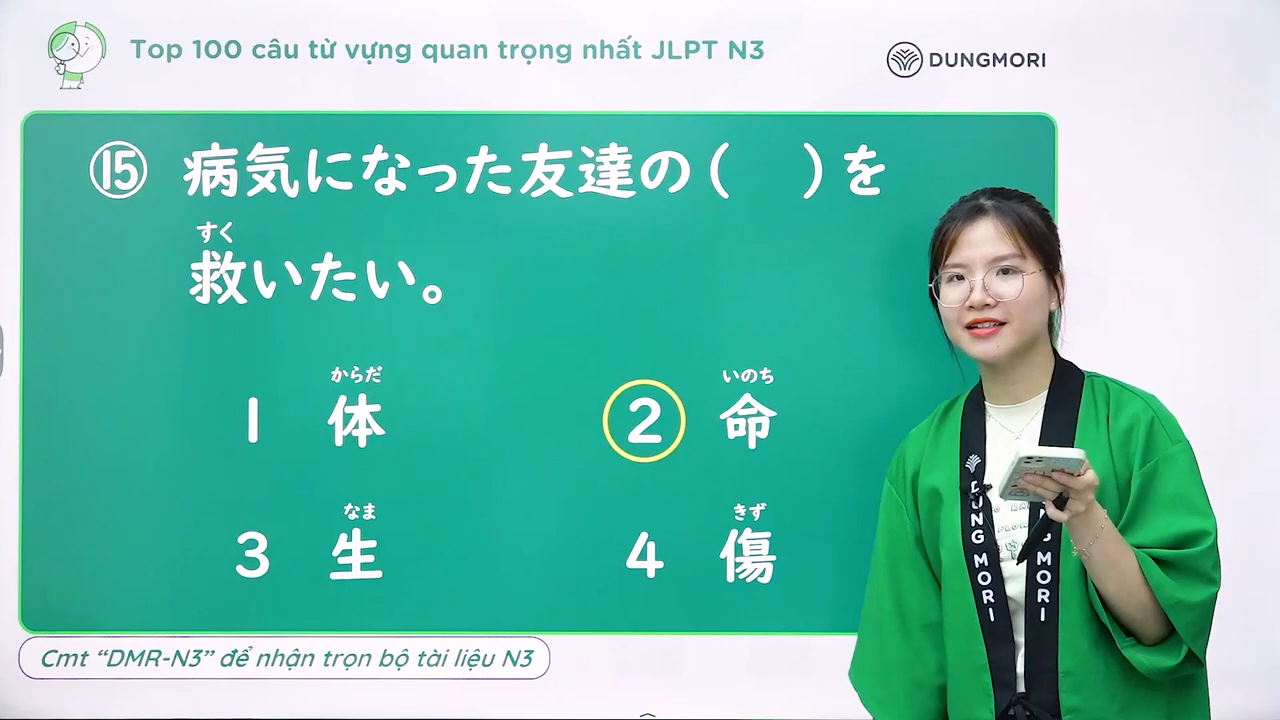 Top 100 câu từ vựng quan trọng nhất JLPT N3
DUNGMORI
⑮ 病気になった友達の( )を
すく
救いたい。
からだ
1 体
いのち
2 命
なま
3 生
きず
4 傷
Cmt “DMR-N3” để nhận trọn bộ tài liệu N3
DUNG MORI
MORI